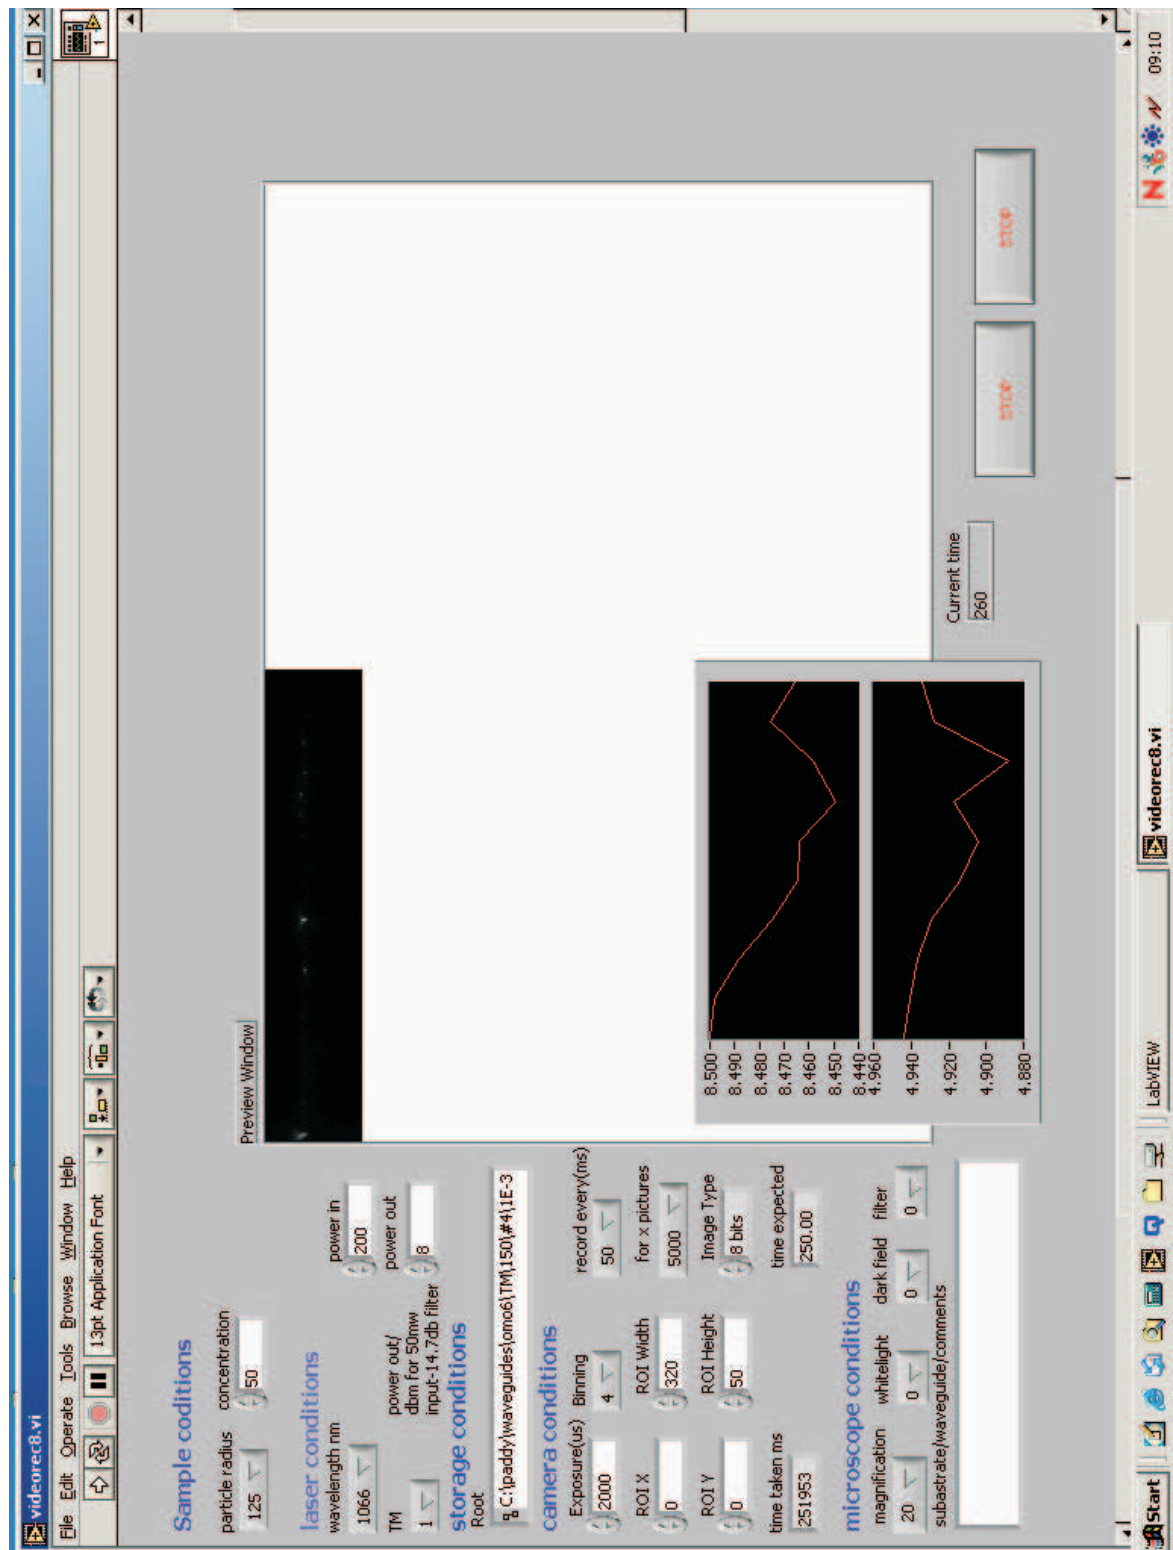 videorec8.vi
File Edit Operate Tools Browse Window Help
13pt Application Font
1
Sample coditions
particle radius concentration
125 50
laser conditions
wavelength nm power in
1066 200
TM power out/ power out
1 dbm for 50mw 8
input-14.7db filter
storage conditions
Root
C:\paddy\waveguides\omo6\TM\150\#4\1E-3
camera conditions
Exposure(us) Binning record every(ms)
2000 4 50
ROI X ROI Width for x pictures
0 320 5000
ROI Y ROI Height Image Type
0 50 8 bits
time taken ms time expected
251953 250.00
microscope conditions
magnification whitelight dark field filter
20 0 0 0
subastrate/waveguide/comments
Preview Window
8.500
8.490
8.480
8.470
8.460
8.450
8.440
4.960
4.940
4.920
4.900
4.880
Current time
260
STOP STOP
Start LabVIEW videorec8.vi N 09:10